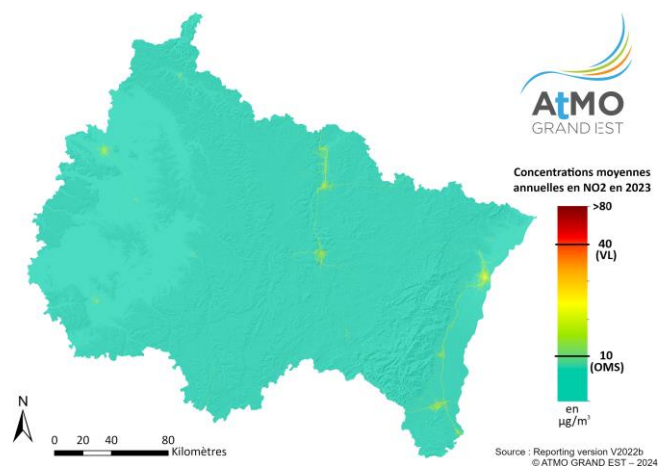 AtMO
GRAND EST
Concentrations moyennes
annuelles en NO2 en 2023
>80
40
(VL)
10
(OMS)
en
µg/m³
N
0 20 40 80
Kilomètres
Source : Reporting version V2022b
© ATMO GRAND EST – 2024